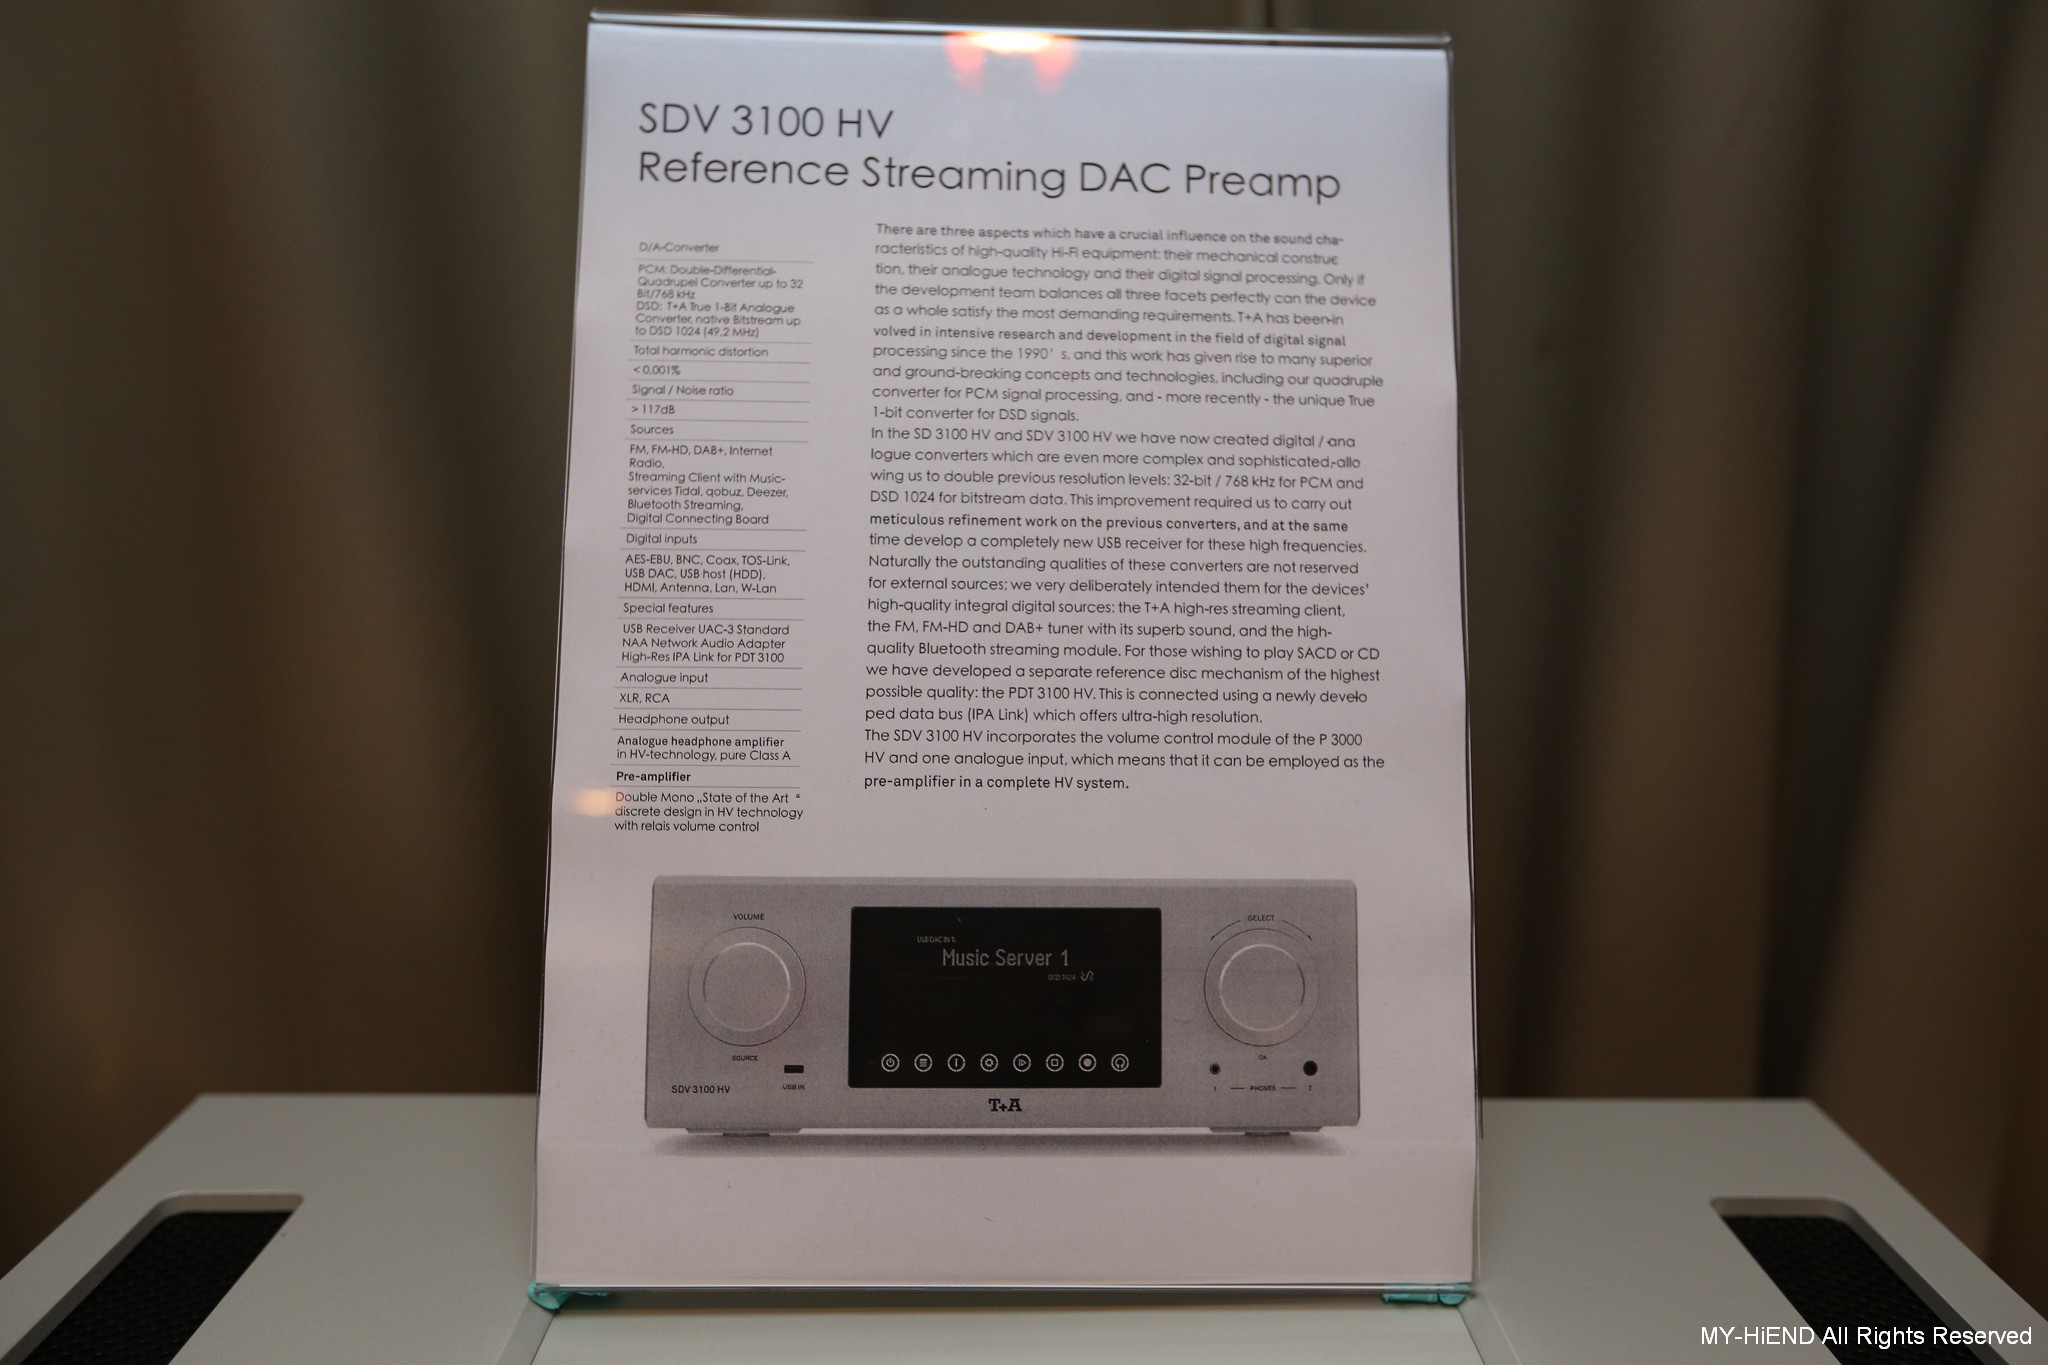 SDV 3100 HV
Reference Streaming DAC Preamp
D/A-Converter
PCM: Double-Differential-
Quadrupel Converter up to 32
Bit/768 kHz
DSD: T+A True 1-Bit Analogue
Converter, native Bitstream up
to DSD 1024 (49,2 MHz)
Total harmonic distortion
< 0,001%
Signal / Noise ratio
> 117dB
Sources
FM, FM-HD, DAB+, Internet
Radio,
Streaming Client with Music-
services Tidal, qobuz, Deezer,
Bluetooth Streaming,
Digital Connecting Board
Digital inputs
AES-EBU, BNC, Coax, TOS-Link,
USB DAC, USB host (HDD),
HDMI, Antenna, Lan, W-Lan
Special features
USB Receiver UAC-3 Standard
NAA Network Audio Adapter
High-Res IPA Link for PDT 3100
Analogue input
XLR, RCA
Headphone output
Analogue headphone amplifier
in HV-technology, pure Class A
Pre-amplifier
Double Mono „State of the Art “
discrete design in HV technology
with relais volume control
There are three aspects which have a crucial influence on the sound cha-
racteristics of high-quality Hi-Fi equipment: their mechanical construc
tion, their analogue technology and their digital signal processing. Only if
the development team balances all three facets perfectly can the device
as a whole satisfy the most demanding requirements. T+A has been-in
volved in intensive research and development in the field of digital signal
processing since the 1990’ s, and this work has given rise to many superior
and ground-breaking concepts and technologies, including our quadruple
converter for PCM signal processing, and - more recently - the unique True
1-bit converter for DSD signals.
In the SD 3100 HV and SDV 3100 HV we have now created digital / ana
logue converters which are even more complex and sophisticated,-allo
wing us to double previous resolution levels: 32-bit / 768 kHz for PCM and
DSD 1024 for bitstream data. This improvement required us to carry out
meticulous refinement work on the previous converters, and at the same
time develop a completely new USB receiver for these high frequencies.
Naturally the outstanding qualities of these converters are not reserved
for external sources; we very deliberately intended them for the devices’
high-quality integral digital sources: the T+A high-res streaming client,
the FM, FM-HD and DAB+ tuner with its superb sound, and the high-
quality Bluetooth streaming module. For those wishing to play SACD or CD
we have developed a separate reference disc mechanism of the highest
possible quality: the PDT 3100 HV. This is connected using a newly develo
ped data bus (IPA Link) which offers ultra-high resolution.
The SDV 3100 HV incorporates the volume control module of the P 3000
HV and one analogue input, which means that it can be employed as the
pre-amplifier in a complete HV system.
VOLUME
SELECT
USB DAC IN 1:
Music Server 1
DSD 1024
SOURCE
OK
USB IN
SDV 3100 HV
1 PHONES 2
T+A
MY-HiEND All Rights Reserved